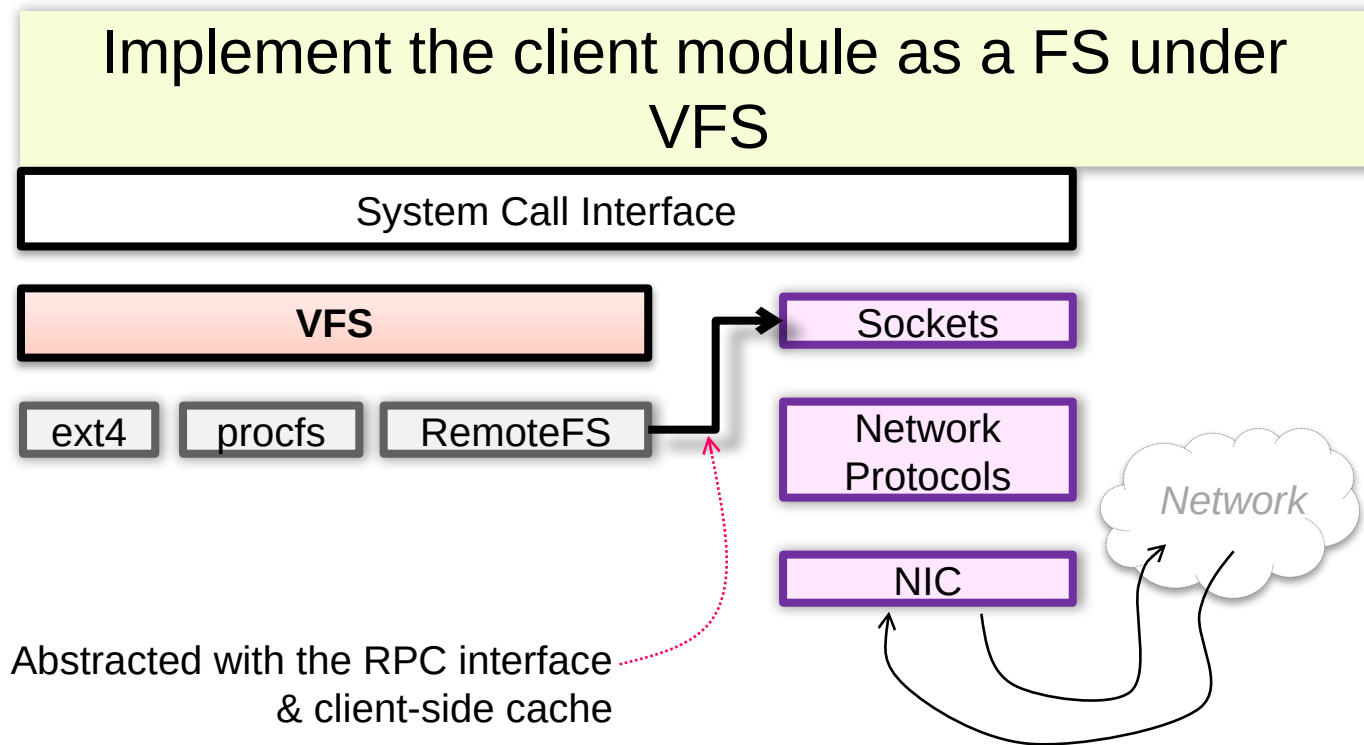 Implement the client module as a FS under
VFS
System Call Interface
VFS
Sockets
ext4
procfs
RemoteFS
Network
Protocols
Network
NIC
Abstracted with the RPC interface
& client-side cache